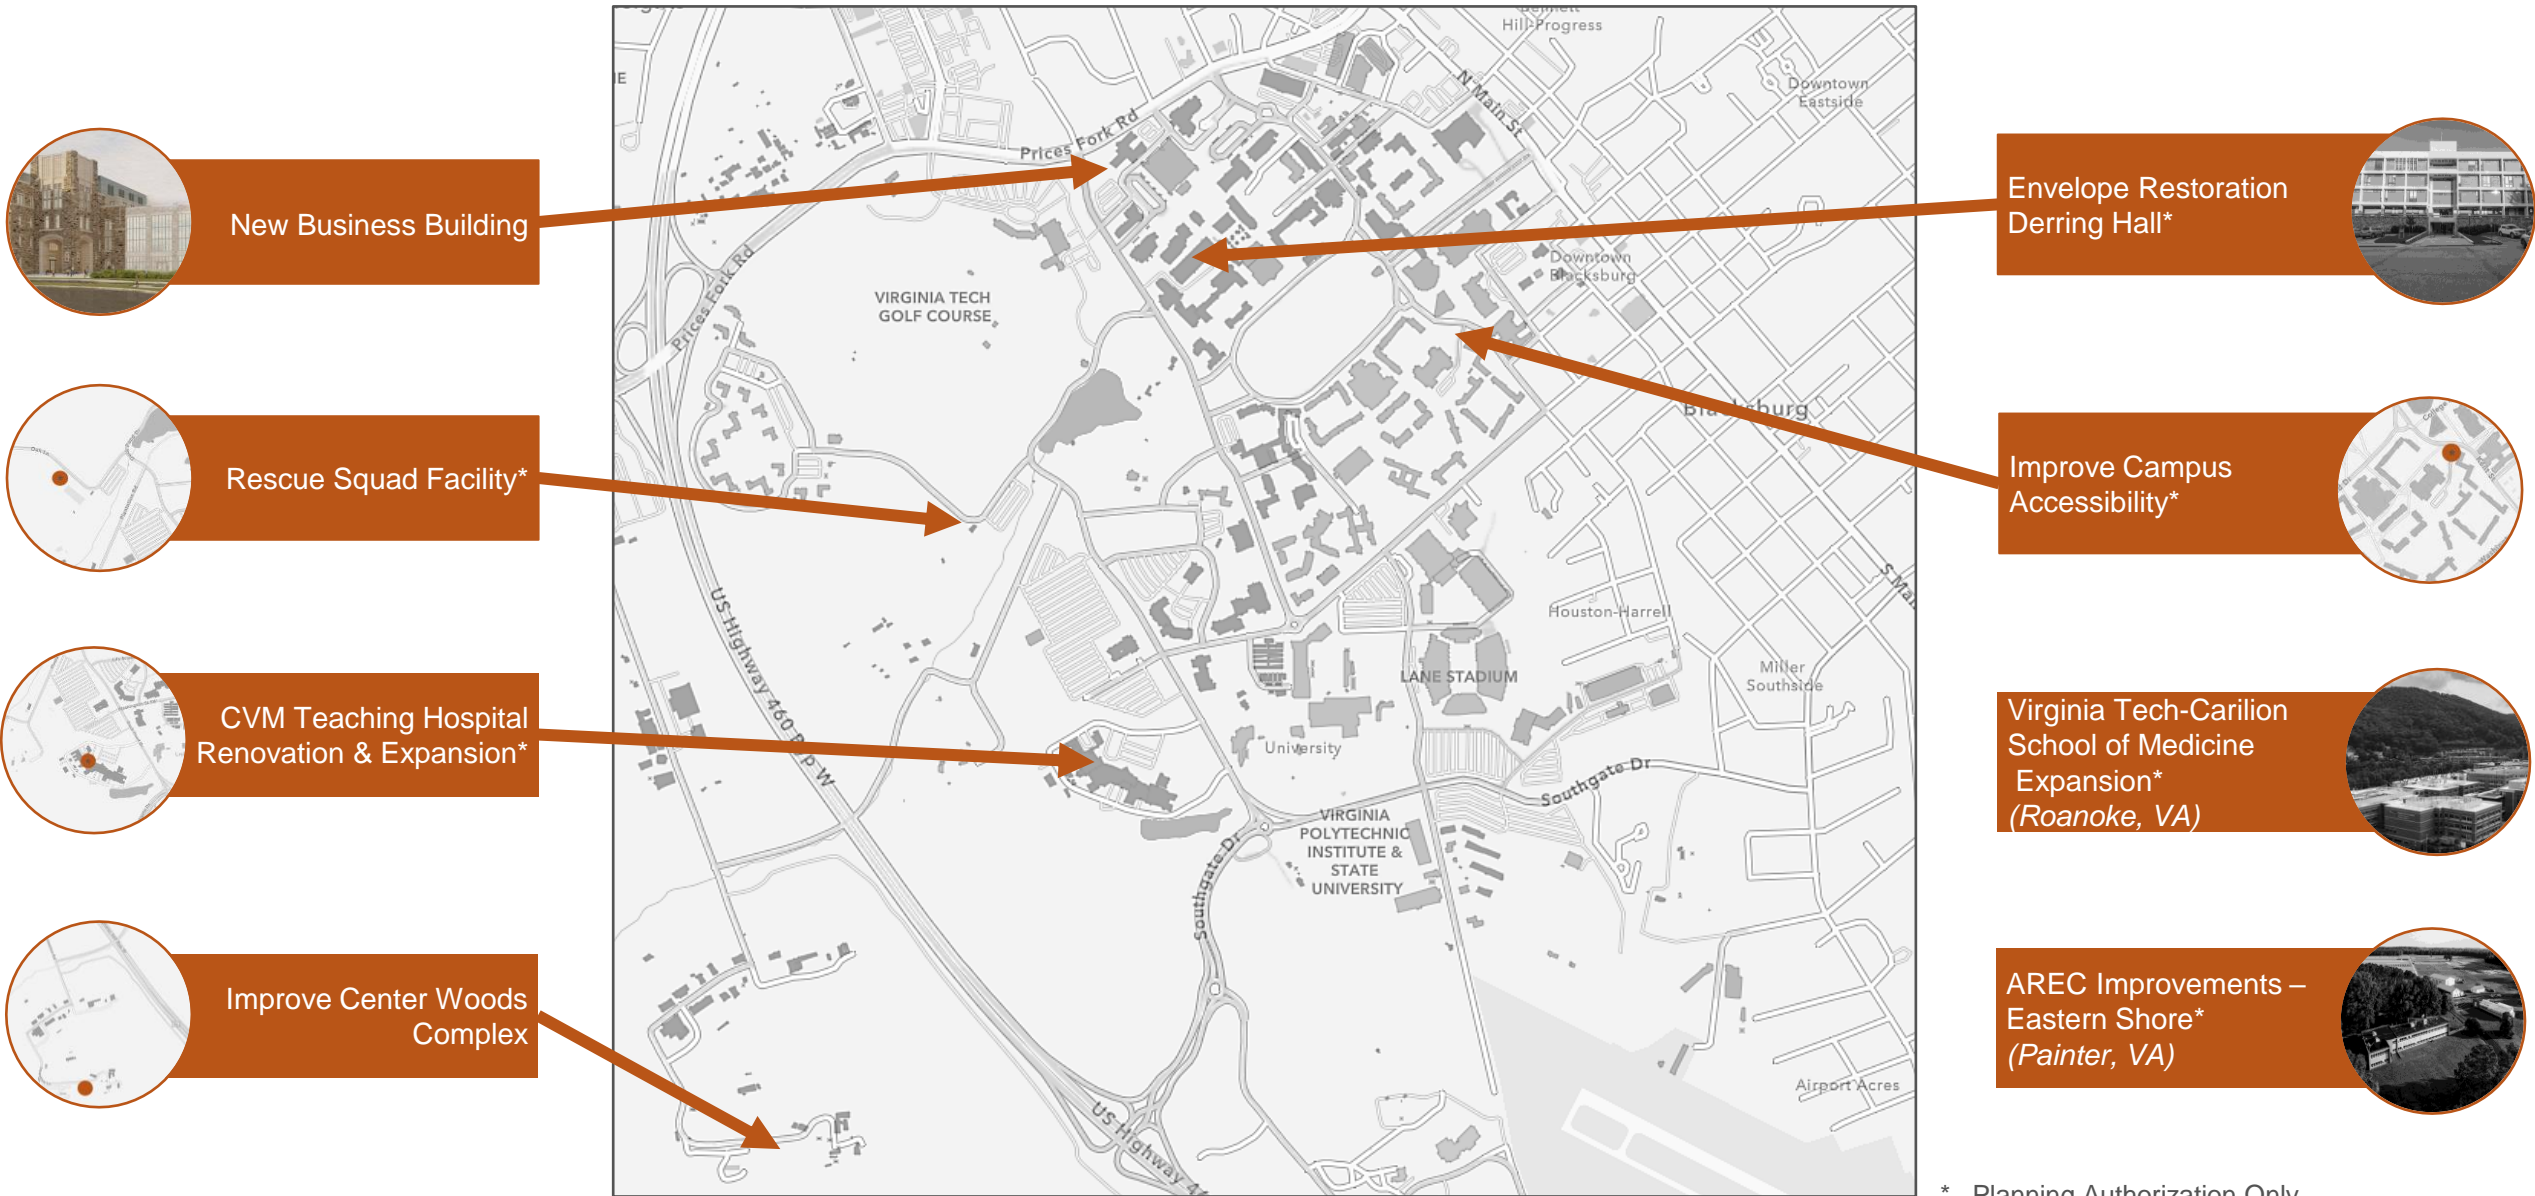 New Business Building
Rescue Squad Facility*
CVM Teaching Hospital
Renovation & Expansion*
Improve Center Woods
Complex
Hill-Progress
Downtown
Eastside
N Main St
Prices Fork Rd
Prices Fork Rd
VIRGINIA TECH
GOLF COURSE
Downtown
Blacksburg
Blacksburg
US Highway 460 Byp W
Houston-Harrell
S Mai
LANE STADIUM
Miller
Southside
University
Southgate Dr
VIRGINIA
POLYTECHNIC
INSTITUTE &
STATE
UNIVERSITY
Southgate Dr
US Highway 4
Airport Acres
Envelope Restoration
Derring Hall*
Improve Campus
Accessibility*
Virginia Tech-Carilion
School of Medicine
Expansion*
(Roanoke, VA)
AREC Improvements –
Eastern Shore*
(Painter, VA)
* Planning Authorization Only